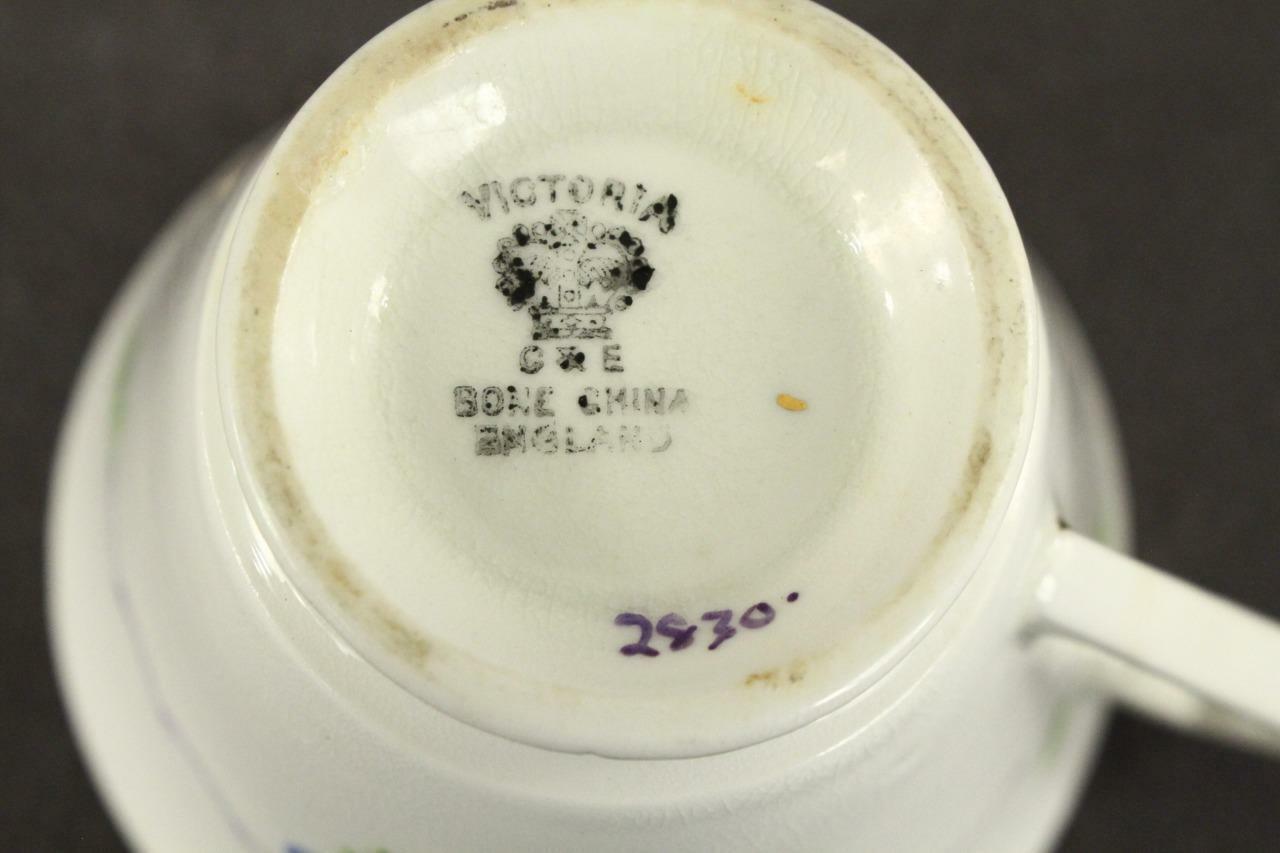 VICTORIA
C & E
BONE CHINA
ENGLAND
2830